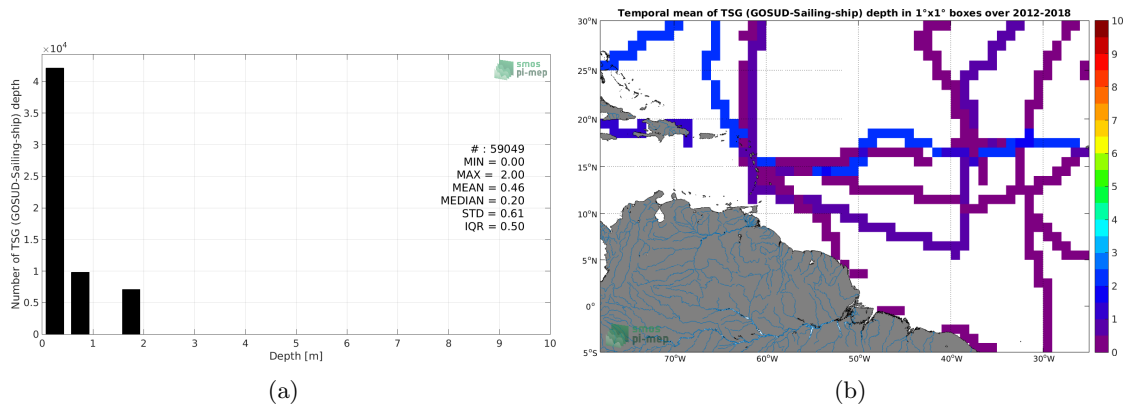 ×10⁴
4
3.5
3
2.5
2
1.5
1
0.5
0
0 1 2 3 4 5 6 7 8 9 10
Number of TSG (GOSUD-Sailing-ship) depth
Depth [m]
smos
pi-mep
# : 59049
MIN = 0.00
MAX = 2.00
MEAN = 0.46
MEDIAN = 0.20
STD = 0.61
IQR = 0.50
(a)
Temporal mean of TSG (GOSUD-Sailing-ship) depth in 1°x1° boxes over 2012-2018
30°N
25°N
20°N
15°N
10°N
5°N
0°
5°S
70°W 60°W 50°W 40°W 30°W
smos
pi-mep
10
9
8
7
6
5
4
3
2
1
0
(b)